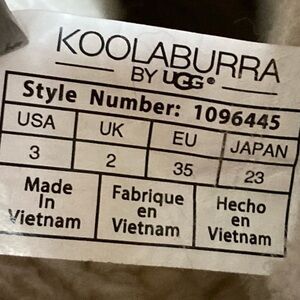 KOOLABURRA
BY UGG®
Style Number: 1096445
USA UK EU JAPAN
3 2 35 23
Made In Vietnam
Fabrique en Vietnam
Hecho en Vietnam